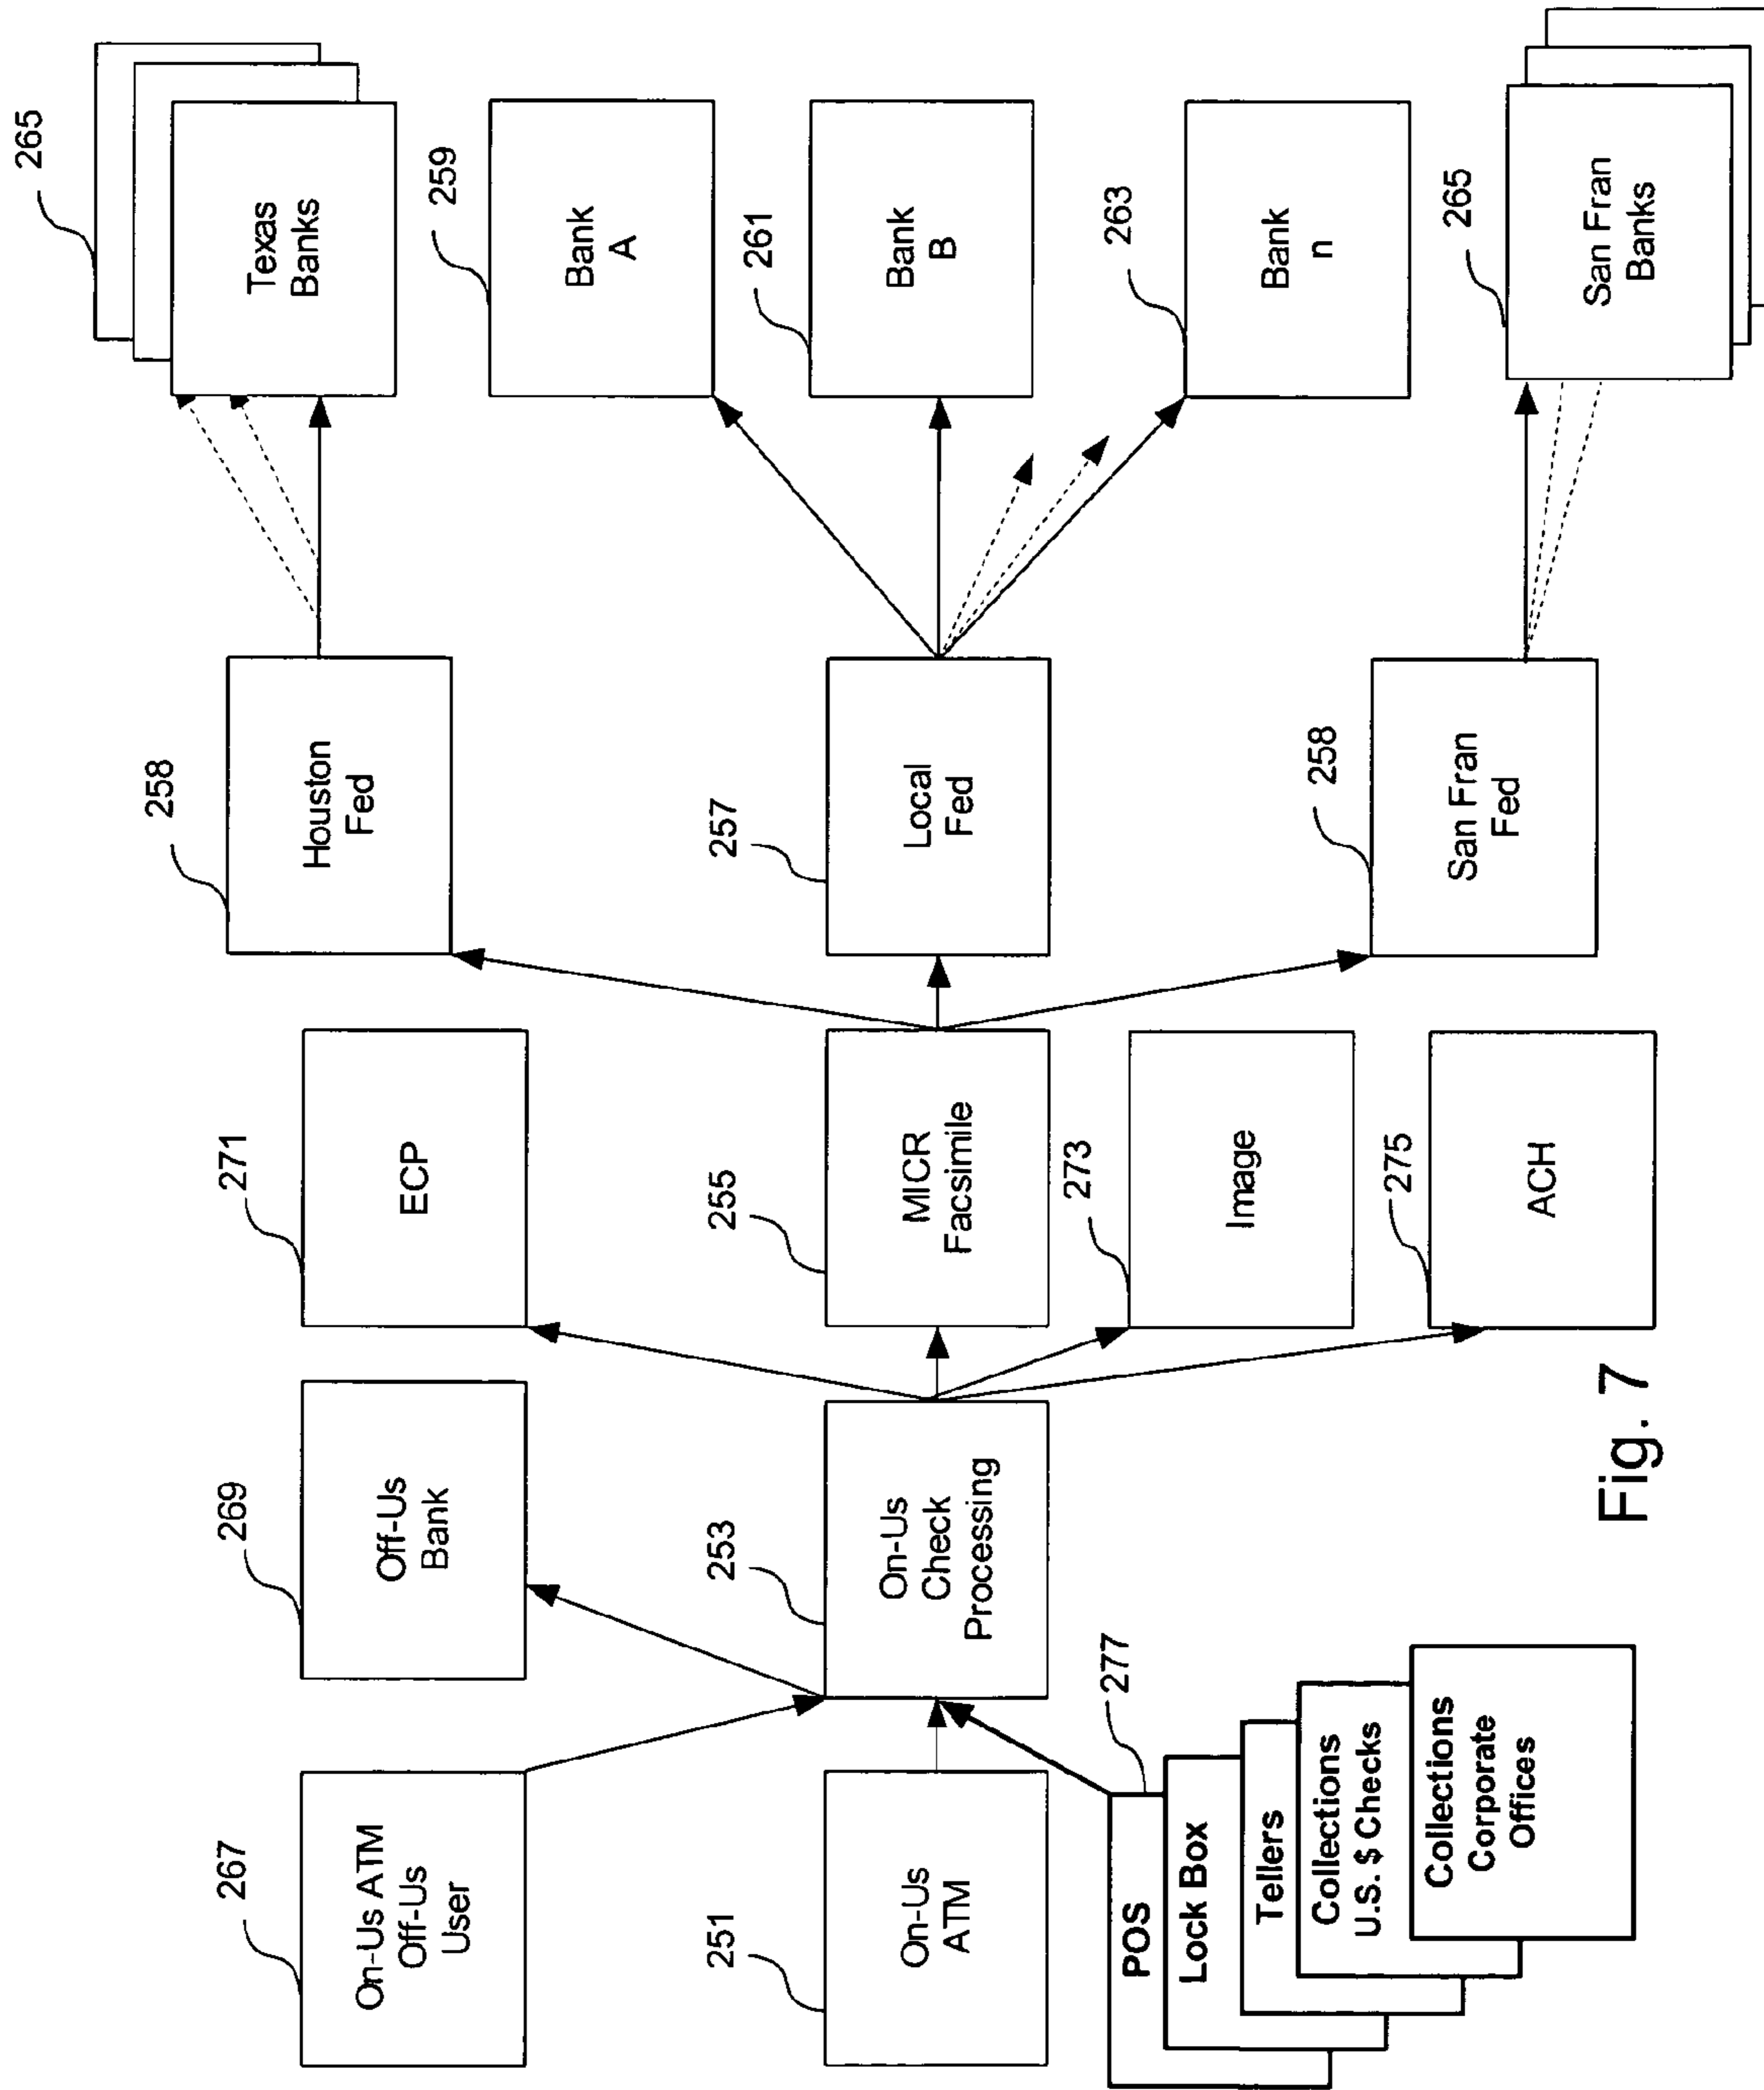 267
On-Us ATM
Off-Us
User
269
Off-Us
Bank
271
ECP
258
Houston
Fed
265
Texas
Banks
251
On-Us
ATM
253
On-Us
Check
Processing
255
MICR
Facsimile
257
Local
Fed
259
Bank
A
261
Bank
B
263
Bank
n
277
POS
Lock Box
Tellers
Collections
U.S. $ Checks
Collections
Corporate
Offices
273
Image
275
ACH
258
San Fran
Fed
265
San Fran
Banks
Fig. 7